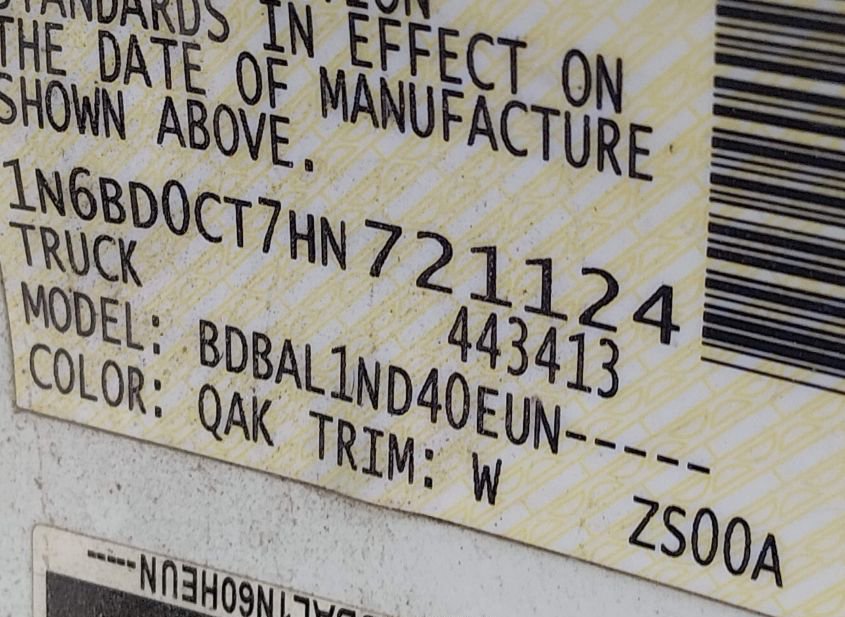 STANDARDS IN EFFECT ON
THE DATE OF MANUFACTURE
SHOWN ABOVE.
1N6BD0CT7HN721124
TRUCK 443413
MODEL: BDBAL1ND40EUN-----
COLOR: QAK TRIM: W
ZS00A
BAL1N60HEUN-----